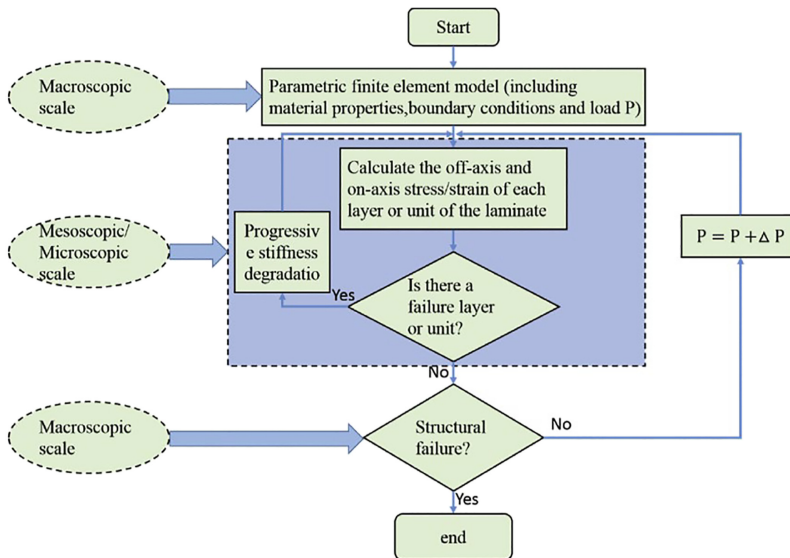 Start
Macroscopic
scale
Parametric finite element model (including
material properties,boundary conditions and load P)
Calculate the off-axis and
on-axis stress/strain of each
layer or unit of the laminate
Mesoscopic/
Microscopic
scale
Progressiv
e stiffness
degradatio
P = P + Δ P
Is there a
failure layer
or unit?
Yes
No
Macroscopic
scale
Structural
failure?
No
Yes
end